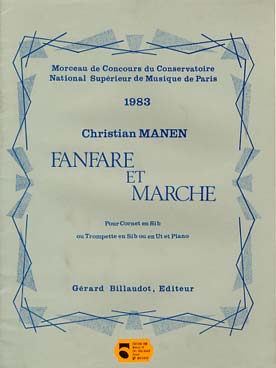 Morceau de Concours du Conservatoire
National Supérieur de Musique de Paris
1983
Christian MANEN
FANFARE
ET
MARCHE
Pour Cornet en Sib
ou Trompette en Sib ou en Ut et Piano
Gérard Billaudot, Editeur